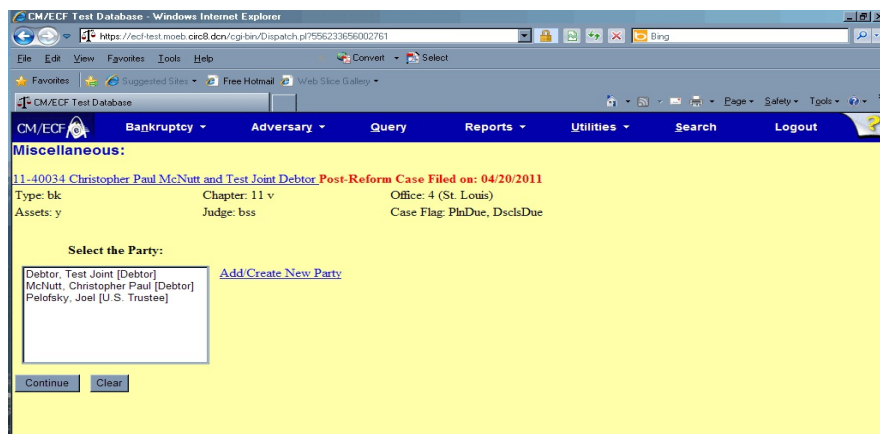 CM/ECF Test Database - Windows Internet Explorer
https://ecf-test.moeb.circ8.dcn/cgi-bin/Dispatch.pl?556233656002761
Bing
File Edit View Favorites Tools Help
Convert Select
Favorites Suggested Sites Free Hotmail Web Slice Gallery
CM/ECF Test Database
Page Safety Tools
CM/ECF Bankruptcy Adversary Query Reports Utilities Search Logout ?
Miscellaneous:
11-40034 Christopher Paul McNutt and Test Joint Debtor Post-Reform Case Filed on: 04/20/2011
Type: bk Chapter: 11 v Office: 4 (St. Louis)
Assets: y Judge: bss Case Flag: PlnDue, DsclsDue
Select the Party:
Debtor, Test Joint [Debtor] Add/Create New Party
McNutt, Christopher Paul [Debtor]
Pelofsky, Joel [U.S. Trustee]
Continue Clear